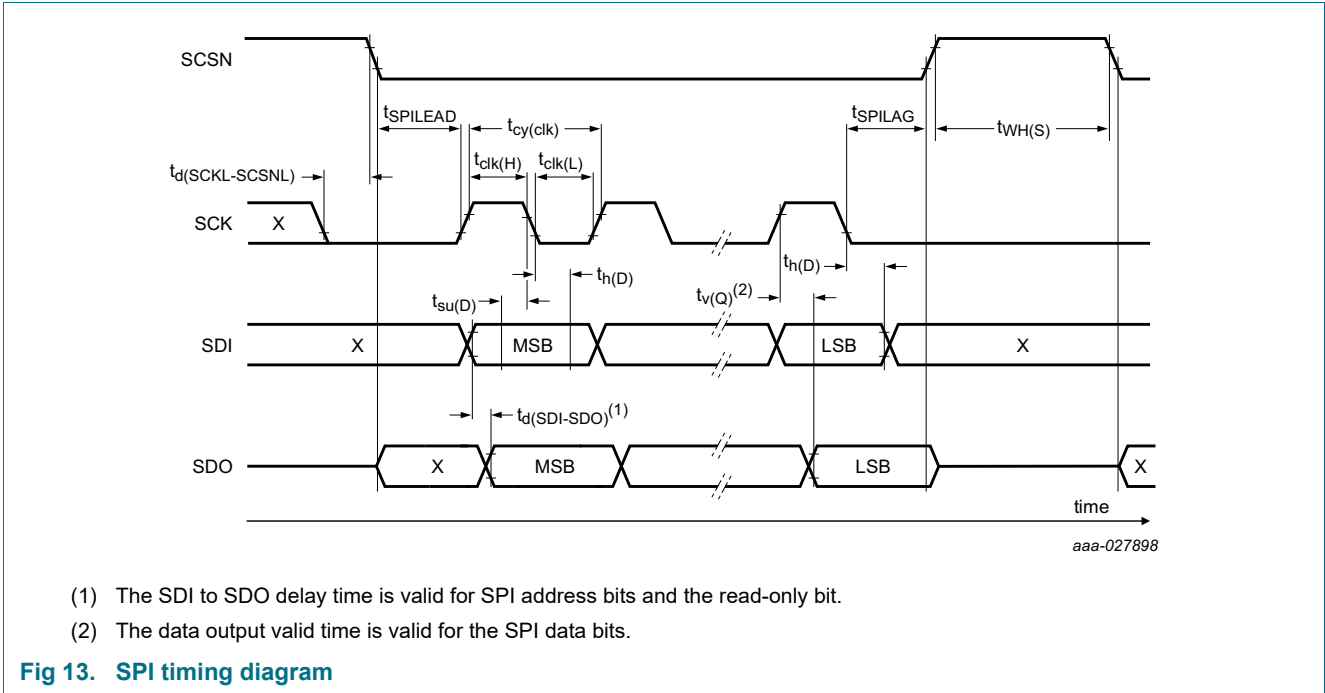 SCSN
tSPILEAD
tcy(clk)
tSPILAG
tWH(S)
tclk(H)
tclk(L)
td(SCKL-SCSNL)
SCK
X
th(D)
th(D)
tsu(D)
tv(Q)(2)
SDI
X
MSB
LSB
X
td(SDI-SDO)(1)
SDO
X
MSB
LSB
X
time
aaa-027898
(1) The SDI to SDO delay time is valid for SPI address bits and the read-only bit.
(2) The data output valid time is valid for the SPI data bits.
Fig 13. SPI timing diagram